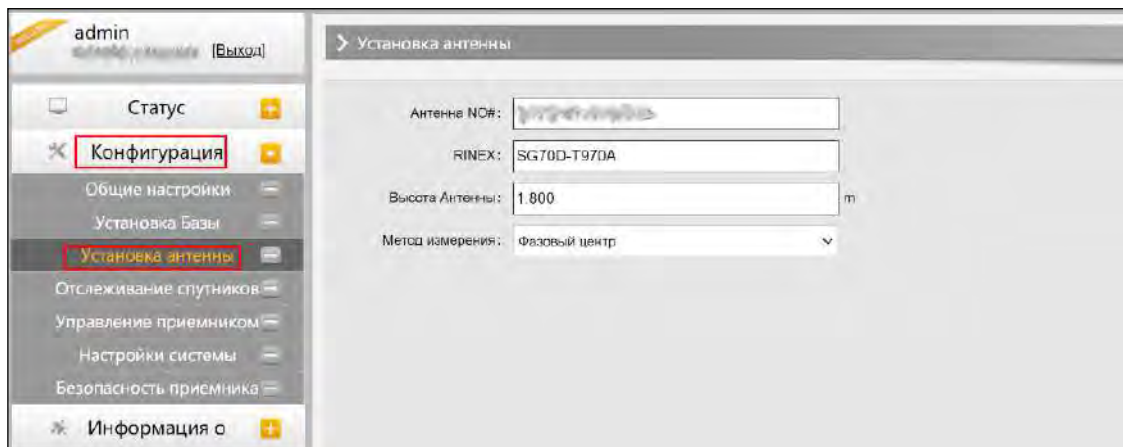 admin
[Выход]
Статус
Конфигурация
Общие настройки
Установка Базы
Установка антенны
Отслеживание спутников
Управление приемником
Настройки системы
Безопасность приемника
Информация о
Установка антенны
Антенна NO#:
RINEX: SG70D-T970A
Высота Антенны: 1.800 m
Метод измерения: Фазовый центр